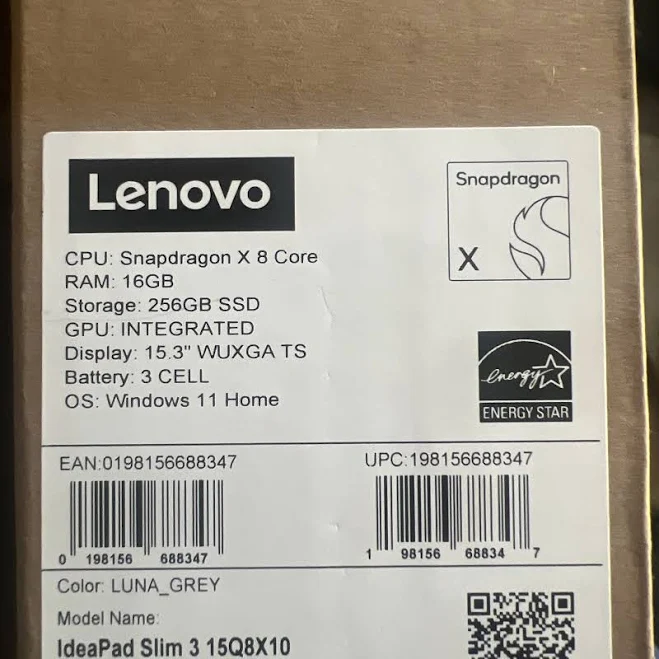 Lenovo
Snapdragon
X
CPU: Snapdragon X 8 Core
RAM: 16GB
Storage: 256GB SSD
GPU: INTEGRATED
Display: 15.3" WUXGA TS
Battery: 3 CELL
OS: Windows 11 Home
energy
ENERGY STAR
EAN:0198156688347
0 198156 688347
UPC:198156688347
1 98156 68834 7
Color: LUNA_GREY
Model Name:
IdeaPad Slim 3 15Q8X10